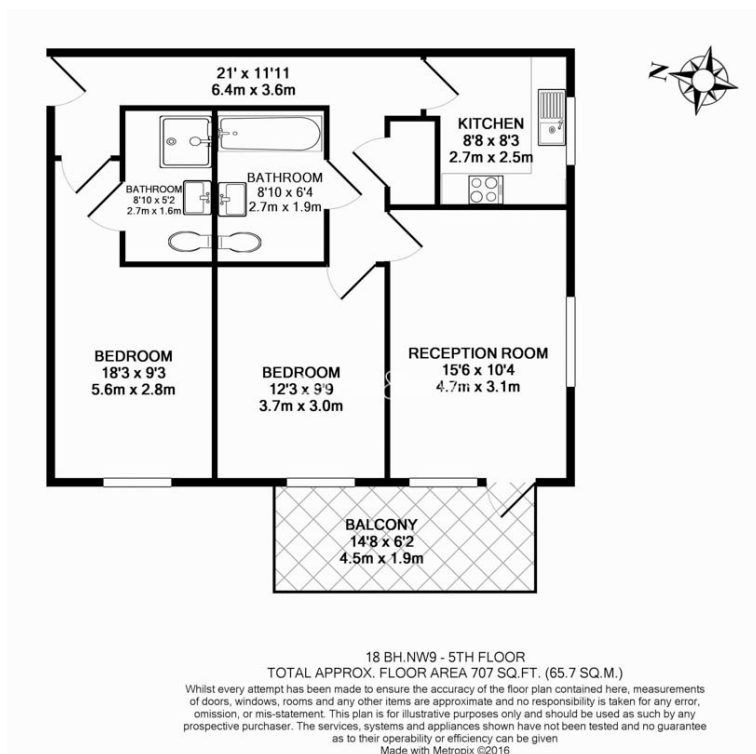 21' x 11'11
6.4m x 3.6m
N
KITCHEN
8'8 x 8'3
2.7m x 2.5m
BATHROOM
8'10 x 5'2
2.7m x 1.6m
BATHROOM
8'10 x 6'4
2.7m x 1.9m
BEDROOM
18'3 x 9'3
5.6m x 2.8m
BEDROOM
12'3 x 9'9
3.7m x 3.0m
RECEPTION ROOM
15'6 x 10'4
4.7m x 3.1m
BALCONY
14'8 x 6'2
4.5m x 1.9m
18 BH.NW9 - 5TH FLOOR
TOTAL APPROX. FLOOR AREA 707 SQ.FT. (65.7 SQ.M.)
Whilst every attempt has been made to ensure the accuracy of the floor plan contained here, measurements
of doors, windows, rooms and any other items are approximate and no responsibility is taken for any error,
omission, or mis-statement. This plan is for illustrative purposes only and should be used as such by any
prospective purchaser. The services, systems and appliances shown have not been tested and no guarantee
as to their operability or efficiency can be given
Made with Metropix ©2016